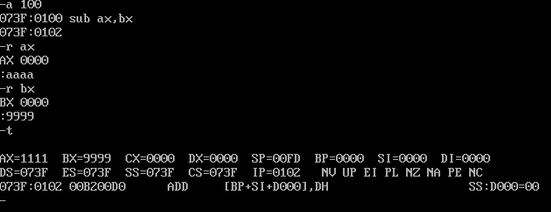 -a 100
073F:0100 sub ax,bx
073F:0102
-r ax
AX 0000
:aaaa
-r bx
BX 0000
:9999
-t
AX=1111  BX=9999  CX=0000  DX=0000  SP=00FD  BP=0000  SI=0000  DI=0000
DS=073F  ES=073F  SS=073F  CS=073F  IP=0102   NV UP EI PL NZ NA PE NC
073F:0102 00B200D0      ADD     [BP+SI+D000],DH                    SS:D000=00
-